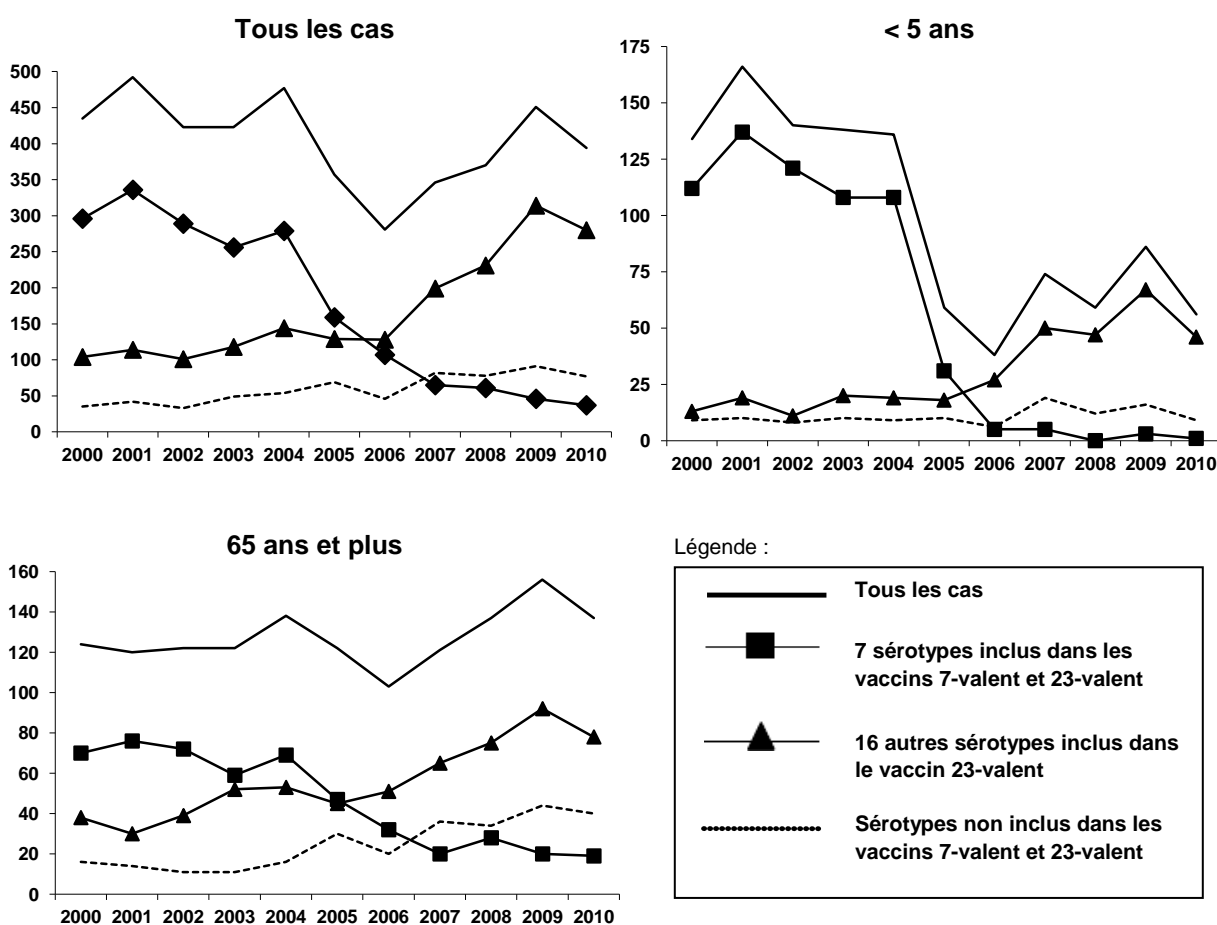 Tous les cas
500
450
400
350
300
250
200
150
100
50
0
2000 2001 2002 2003 2004 2005 2006 2007 2008 2009 2010
< 5 ans
175
150
125
100
75
50
25
0
2000 2001 2002 2003 2004 2005 2006 2007 2008 2009 2010
65 ans et plus
160
140
120
100
80
60
40
20
0
2000 2001 2002 2003 2004 2005 2006 2007 2008 2009 2010
Légende :
Tous les cas
7 sérotypes inclus dans les
vaccins 7-valent et 23-valent
16 autres sérotypes inclus dans
le vaccin 23-valent
Sérotypes non inclus dans les
vaccins 7-valent et 23-valent